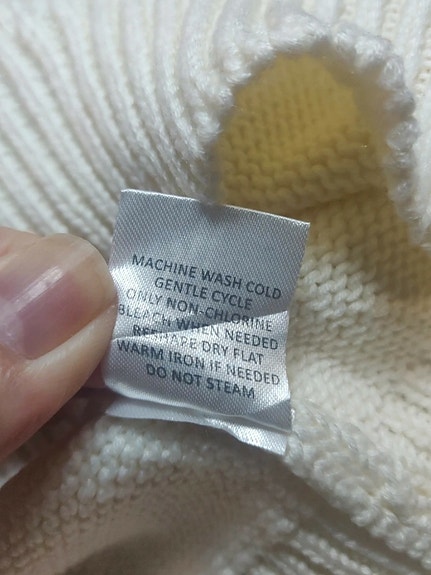 MACHINE WASH COLD
GENTLE CYCLE
ONLY NON-CHLORINE
BLEACH WHEN NEEDED
RESHAPE DRY FLAT
WARM IRON IF NEEDED
DO NOT STEAM